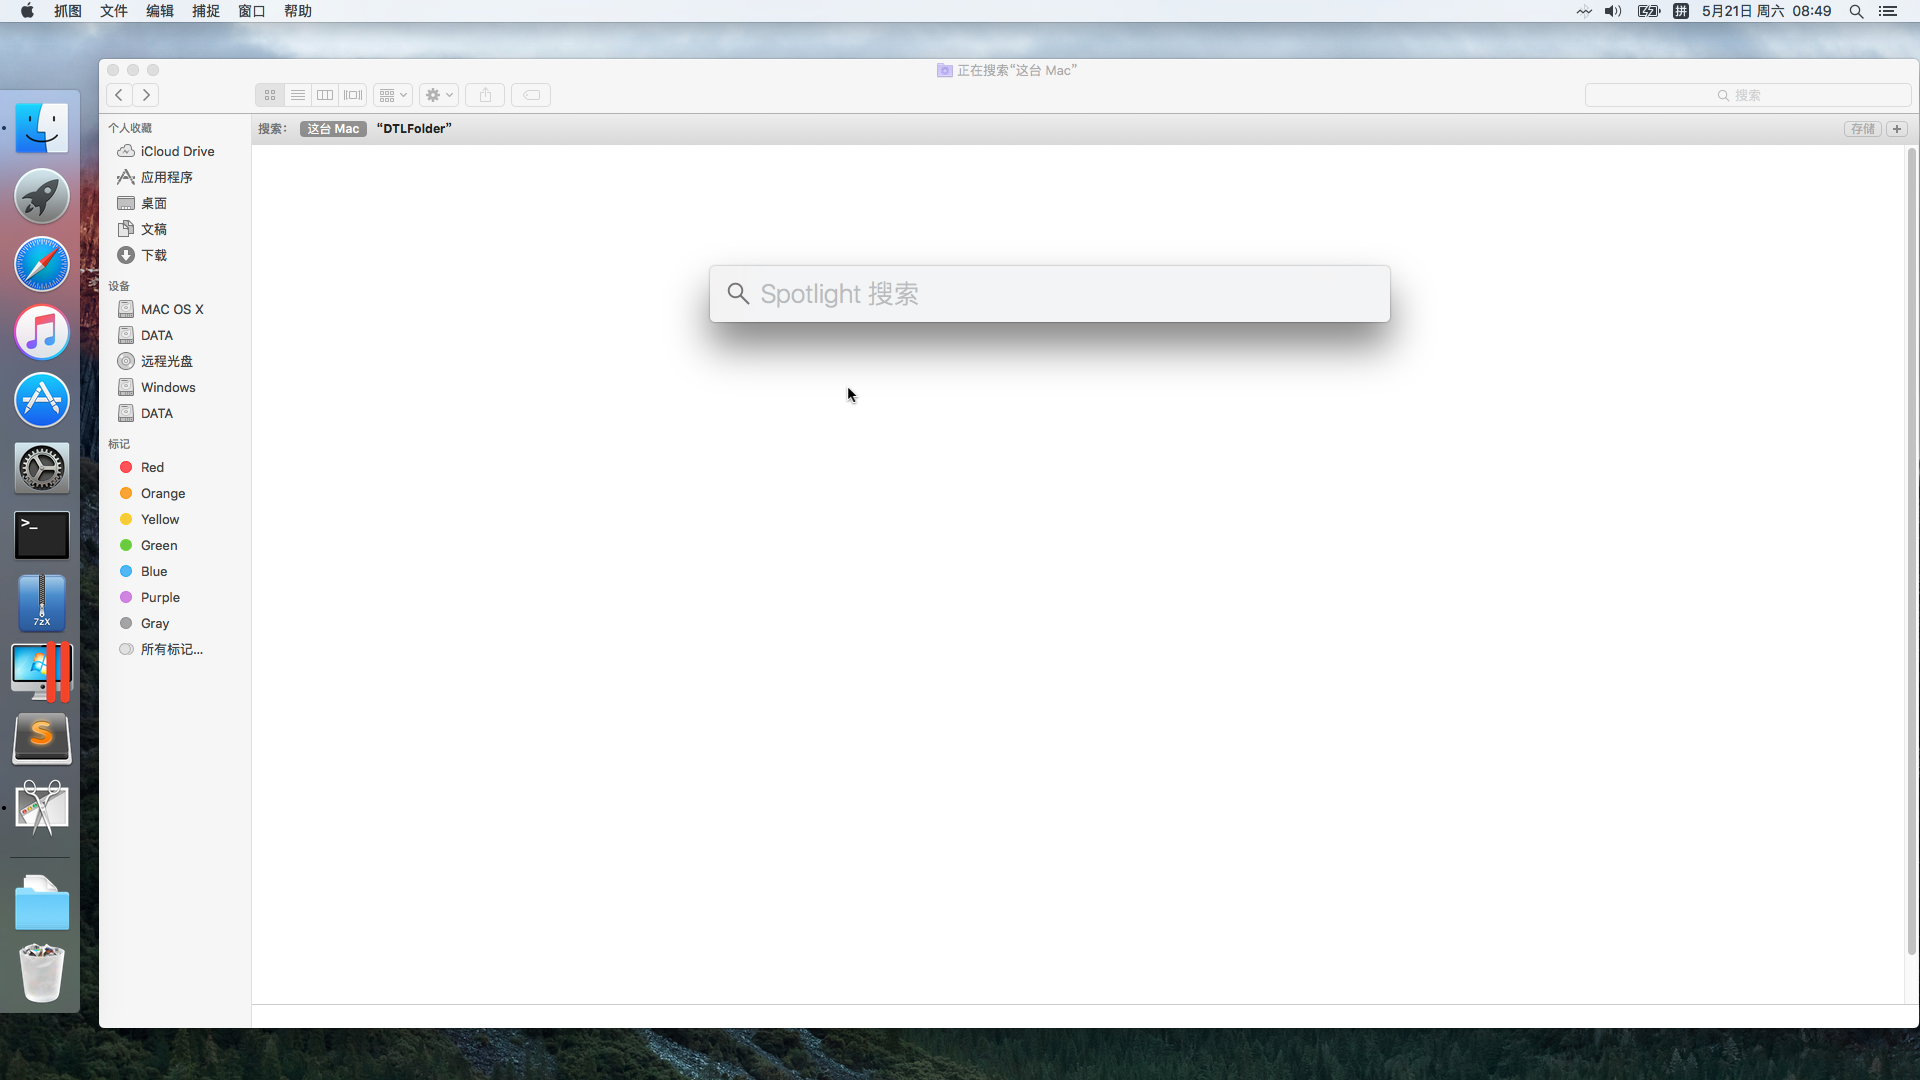 抓图 文件 编辑 捕捉 窗口 帮助 拼 5月21日 周六 08:49
正在搜索“这台 Mac”
搜索
搜索: 这台 Mac “DTLFolder” 存储 +
个人收藏
iCloud Drive
应用程序
桌面
文稿
下载
设备
MAC OS X
DATA
远程光盘
Windows
DATA
标记
Red
Orange
Yellow
Green
Blue
Purple
Gray
所有标记...
Spotlight 搜索
>_
7zX
S